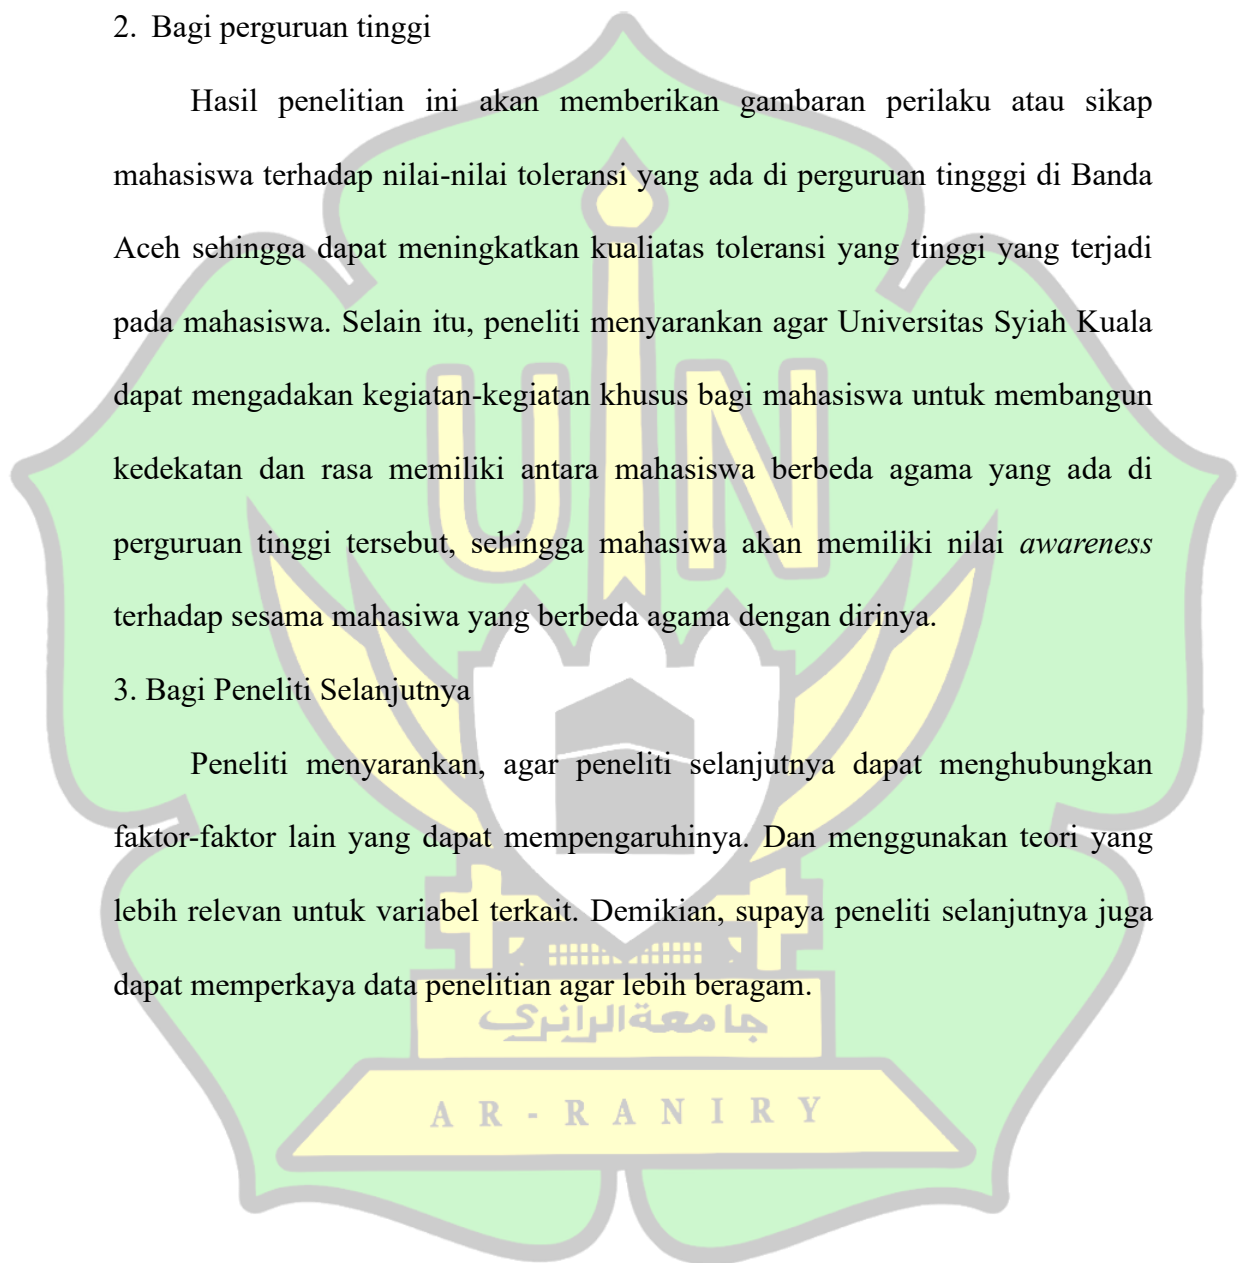 2. Bagi perguruan tinggi
Hasil penelitian ini akan memberikan gambaran perilaku atau sikap
mahasiswa terhadap nilai-nilai toleransi yang ada di perguruan tingggi di Banda
Aceh sehingga dapat meningkatkan kualiatas toleransi yang tinggi yang terjadi
pada mahasiswa. Selain itu, peneliti menyarankan agar Universitas Syiah Kuala
dapat mengadakan kegiatan-kegiatan khusus bagi mahasiswa untuk membangun
kedekatan dan rasa memiliki antara mahasiswa berbeda agama yang ada di
perguruan tinggi tersebut, sehingga mahasiwa akan memiliki nilai awareness
terhadap sesama mahasiwa yang berbeda agama dengan dirinya.
3. Bagi Peneliti Selanjutnya
Peneliti menyarankan, agar peneliti selanjutnya dapat menghubungkan
faktor-faktor lain yang dapat mempengaruhinya. Dan menggunakan teori yang
lebih relevan untuk variabel terkait. Demikian, supaya peneliti selanjutnya juga
dapat memperkaya data penelitian agar lebih beragam.
UIN
جامعةالرانري
AR-RANIRY